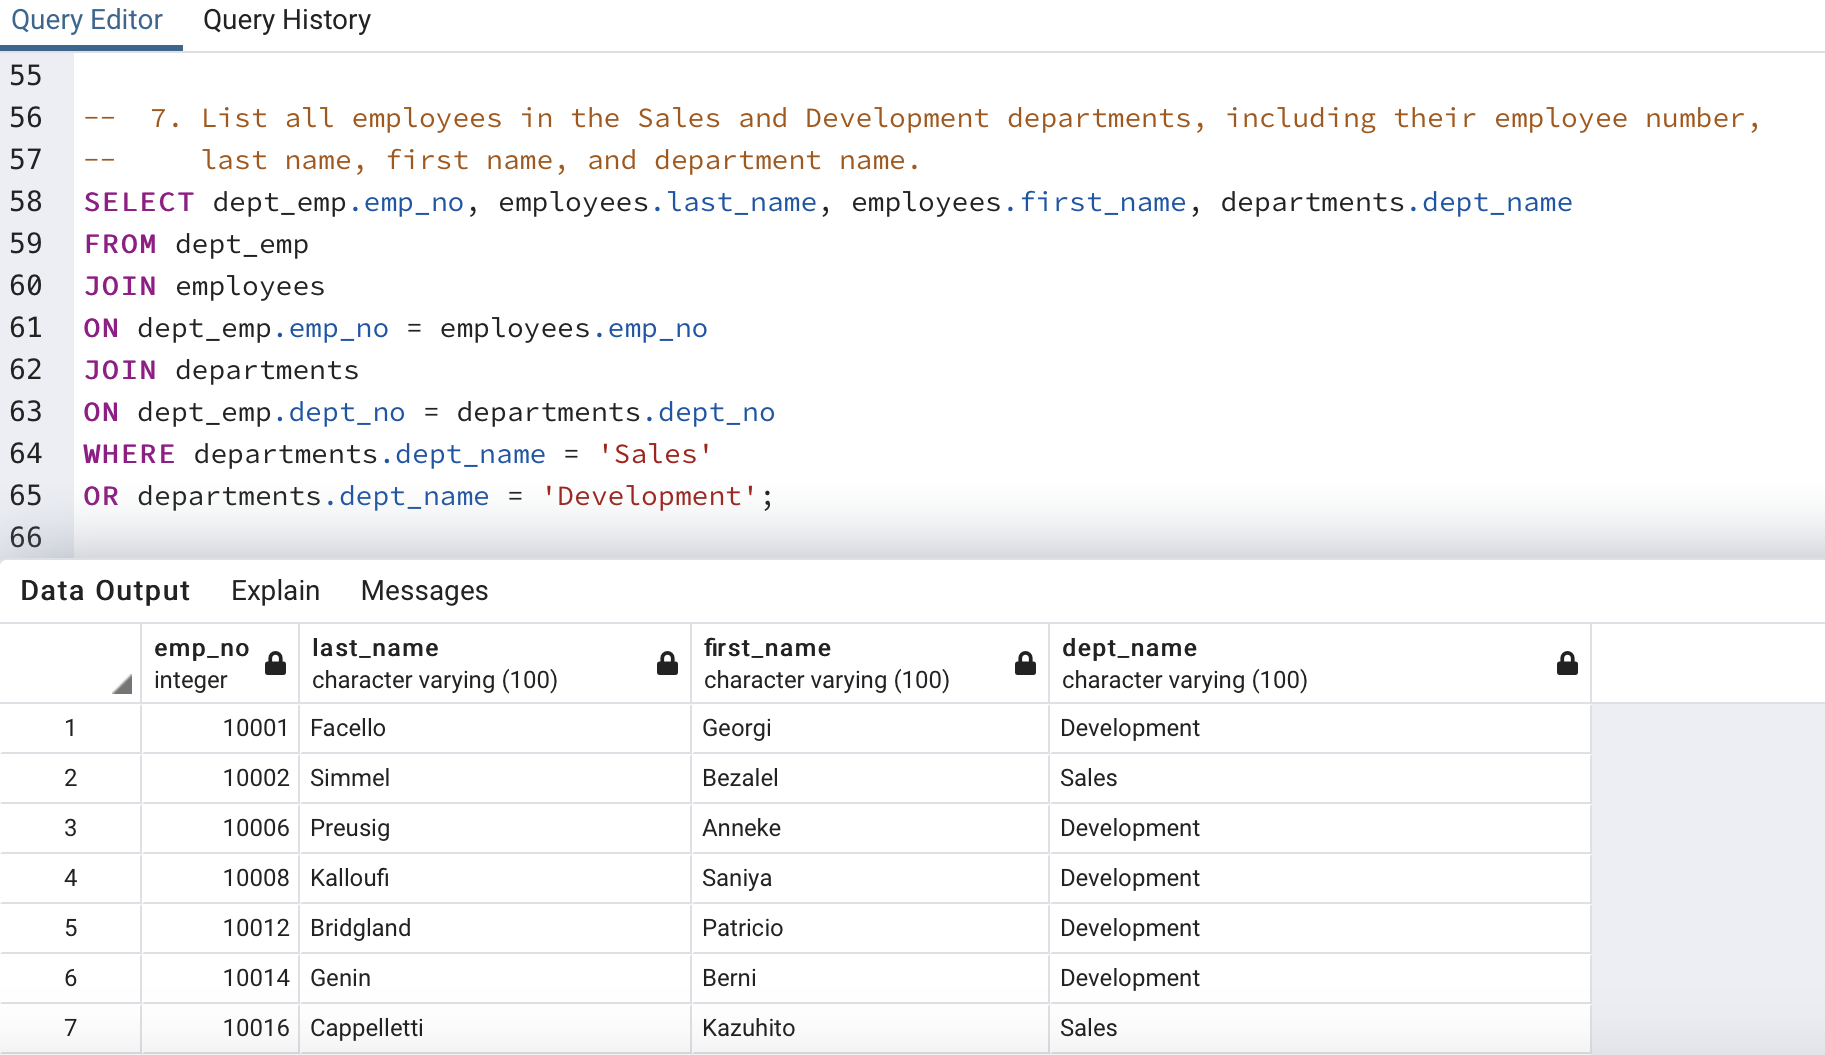 Query Editor Query History
55
56 --  7. List all employees in the Sales and Development departments, including their employee number,
57 --     last name, first name, and department name.
58 SELECT dept_emp.emp_no, employees.last_name, employees.first_name, departments.dept_name
59 FROM dept_emp
60 JOIN employees
61 ON dept_emp.emp_no = employees.emp_no
62 JOIN departments
63 ON dept_emp.dept_no = departments.dept_no
64 WHERE departments.dept_name = 'Sales'
65 OR departments.dept_name = 'Development';
66
Data Output Explain Messages
emp_no last_name first_name dept_name
integer character varying (100) character varying (100) character varying (100)
1 10001 Facello Georgi Development
2 10002 Simmel Bezalel Sales
3 10006 Preusig Anneke Development
4 10008 Kalloufi Saniya Development
5 10012 Bridgland Patricio Development
6 10014 Genin Berni Development
7 10016 Cappelletti Kazuhito Sales